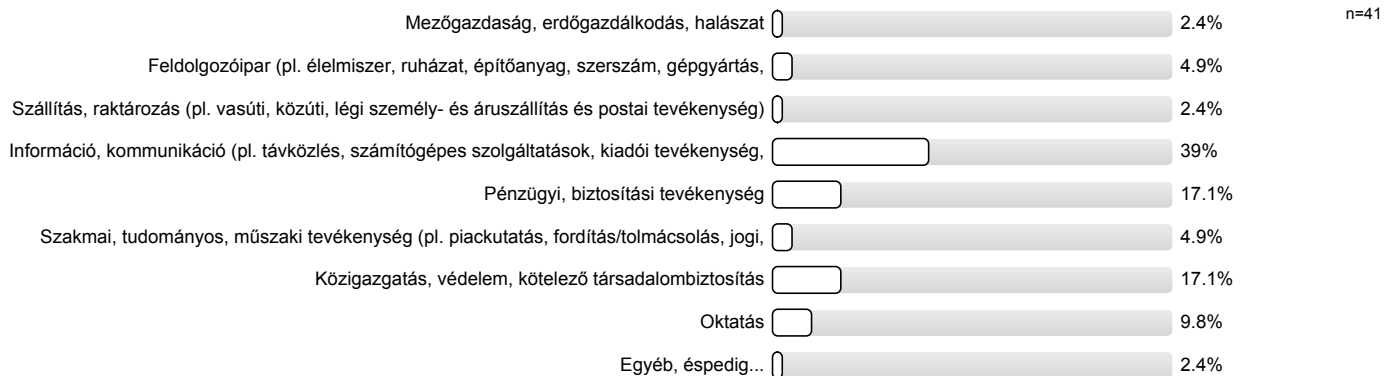 n=41
Mezőgazdaság, erdőgazdálkodás, halászat 2.4%
Feldolgozóipar (pl. élelmiszer, ruházat, építőanyag, szerszám, gépgyártás, 4.9%
Szállítás, raktározás (pl. vasúti, közúti, légi személy- és áruszállítás és postai tevékenység) 2.4%
Információ, kommunikáció (pl. távközlés, számítógépes szolgáltatások, kiadói tevékenység, 39%
Pénzügyi, biztosítási tevékenység 17.1%
Szakmai, tudományos, műszaki tevékenység (pl. piackutatás, fordítás/tolmácsolás, jogi, 4.9%
Közigazgatás, védelem, kötelező társadalombiztosítás 17.1%
Oktatás 9.8%
Egyéb, éspedig... 2.4%